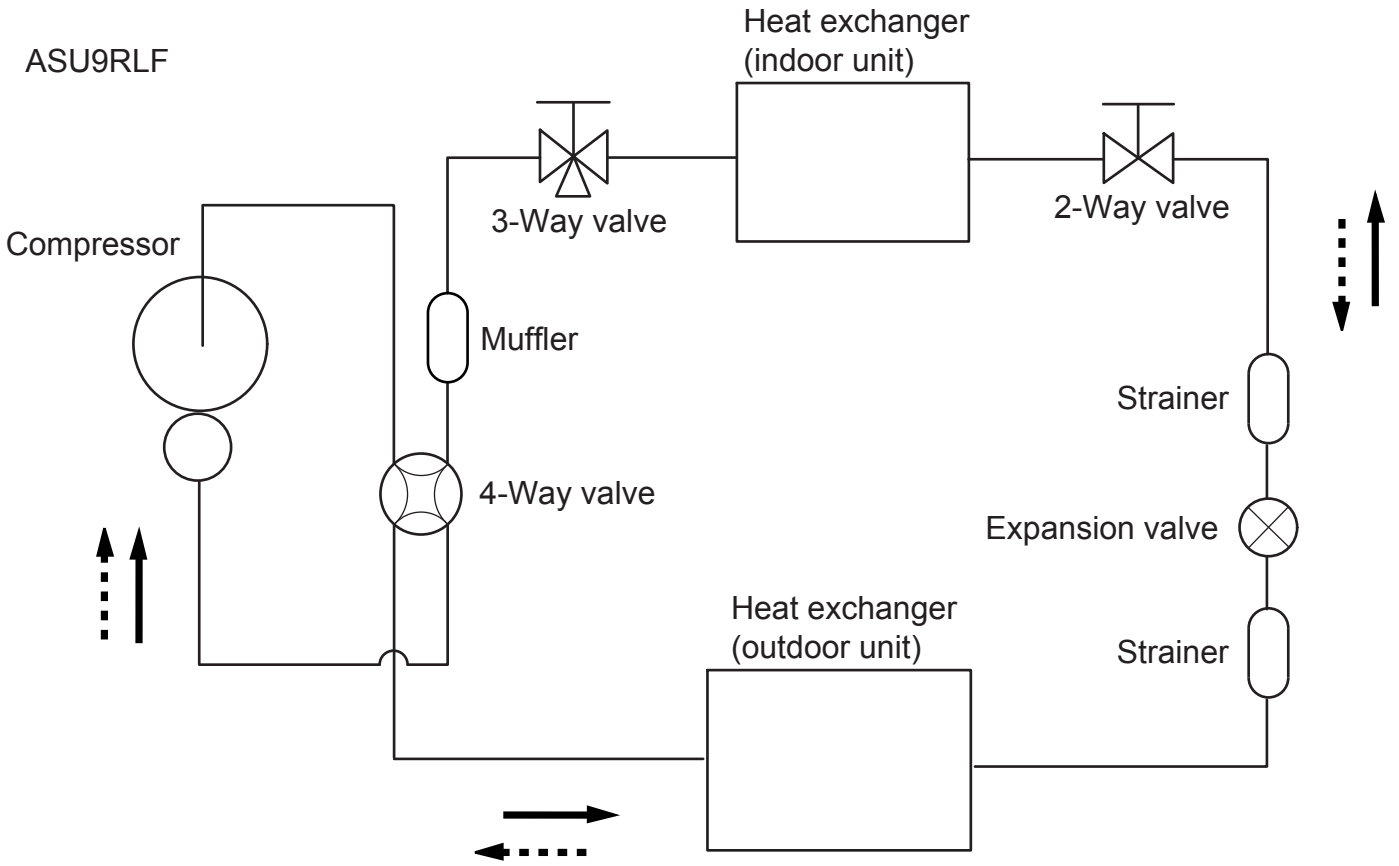 ASU9RLF
Heat exchanger
(indoor unit)
3-Way valve
2-Way valve
Compressor
Muffler
Strainer
4-Way valve
Expansion valve
Heat exchanger
(outdoor unit)
Strainer